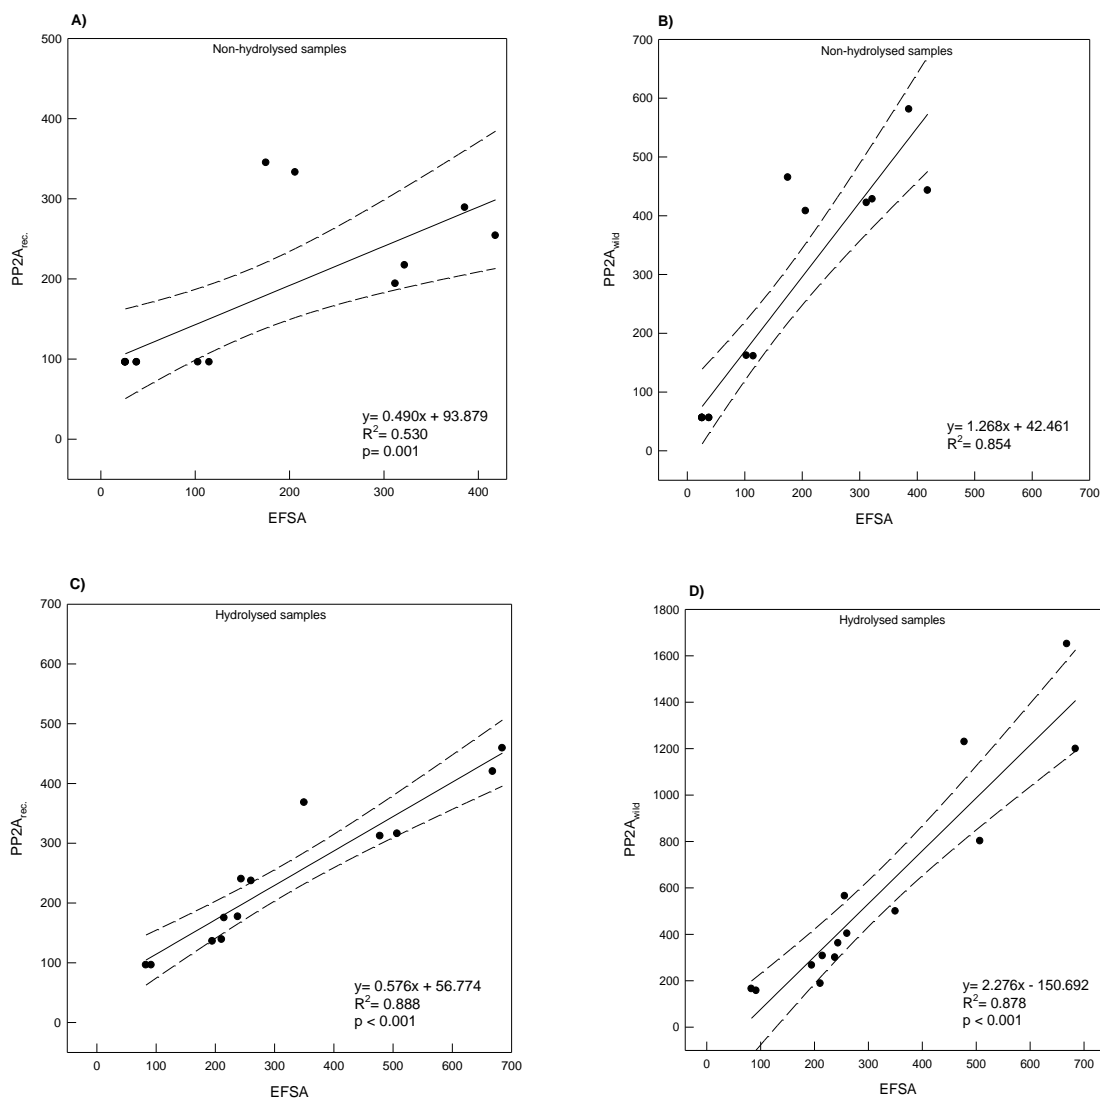 A)
Non-hydrolysed samples
500
400
300
200
100
0
PP2Arec.
y= 0.490x + 93.879
R2= 0.530
p= 0.001
0 100 200 300 400
EFSA
B)
Non-hydrolysed samples
700
600
500
400
300
200
100
0
PP2Awild
y= 1.268x + 42.461
R2= 0.854
0 100 200 300 400 500 600 700
EFSA
C)
Hydrolysed samples
700
600
500
400
300
200
100
0
PP2Arec.
y= 0.576x + 56.774
R2= 0.888
p < 0.001
0 100 200 300 400 500 600 700
EFSA
D)
Hydrolysed samples
1800
1600
1400
1200
1000
800
600
400
200
0
PP2Awild
y= 2.276x - 150.692
R2= 0.878
p < 0.001
0 100 200 300 400 500 600 700
EFSA